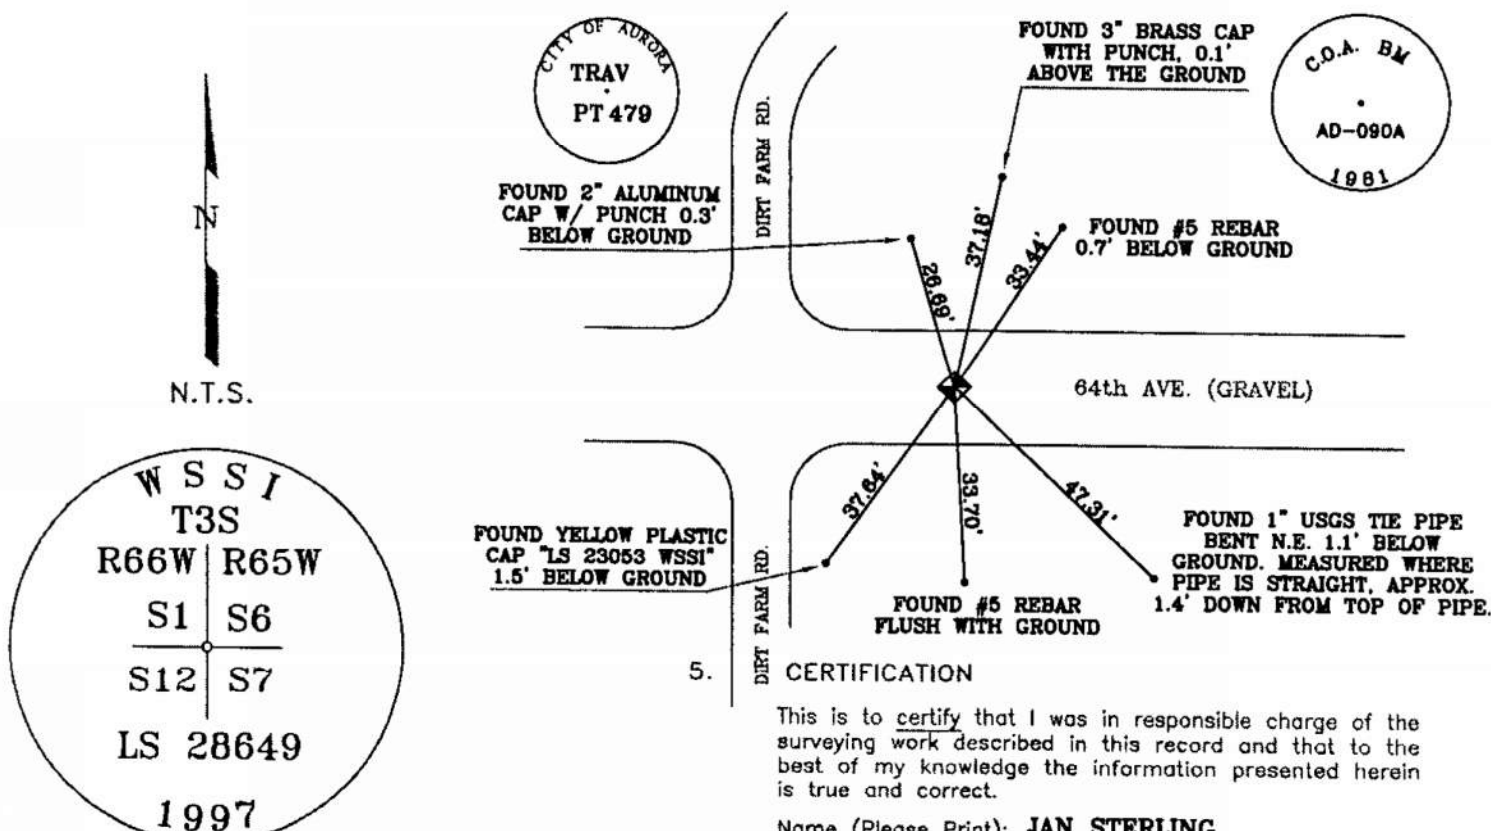 CITY OF AURORA
TRAV
PT 479
FOUND 3" BRASS CAP
WITH PUNCH, 0.1'
ABOVE THE GROUND
C.O.A. BM
AD-090A
1981
N
N.T.S.
FOUND 2" ALUMINUM
CAP W/ PUNCH 0.3'
BELOW GROUND
DIRT FARM RD.
26.69'
37.18'
33.44'
FOUND #5 REBAR
0.7' BELOW GROUND
64th AVE. (GRAVEL)
WSSI
T3S
R66W R65W
S1 S6
S12 S7
LS 28649
1997
FOUND YELLOW PLASTIC
CAP "LS 23053 WSSI"
1.5' BELOW GROUND
37.64'
33.70'
47.31'
DIRT FARM RD.
FOUND #5 REBAR
FLUSH WITH GROUND
FOUND 1" USGS TIE PIPE
BENT N.E. 1.1' BELOW
GROUND. MEASURED WHERE
PIPE IS STRAIGHT, APPROX.
1.4' DOWN FROM TOP OF PIPE.
5. CERTIFICATION
This is to certify that I was in responsible charge of the
surveying work described in this record and that to the
best of my knowledge the information presented herein
is true and correct.
Name (Please Print): JAN STERLING